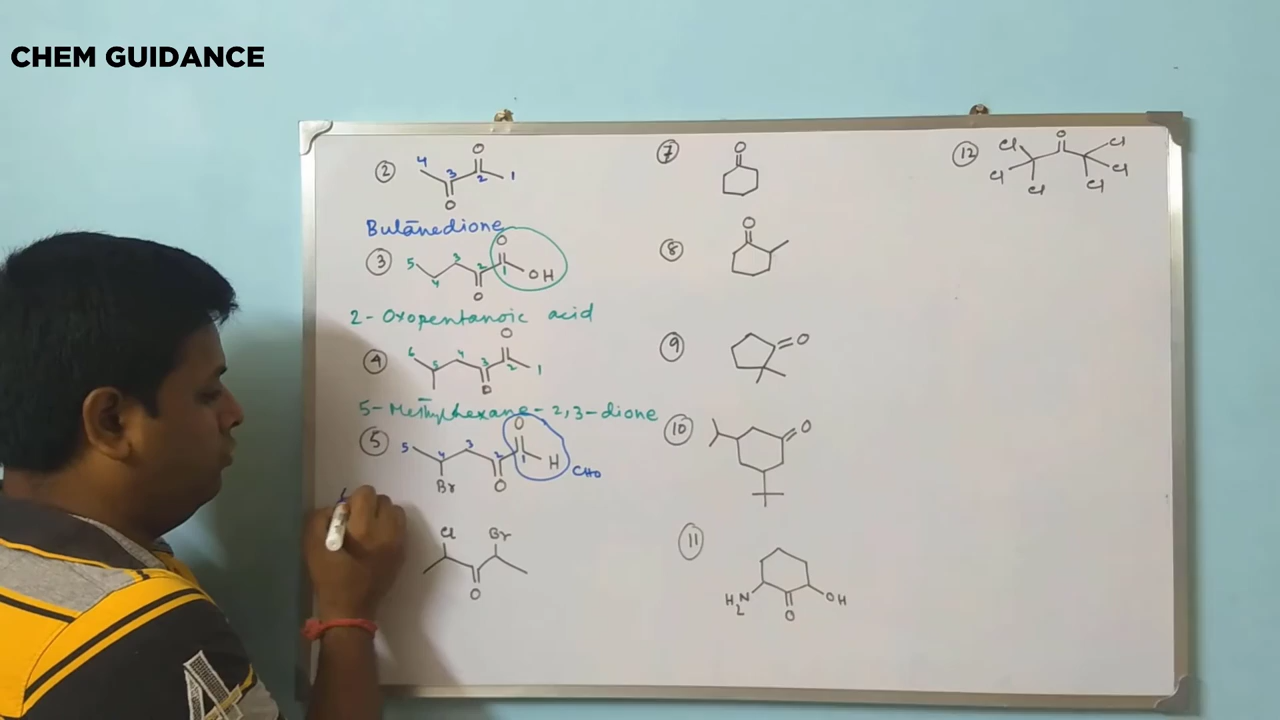 CHEM GUIDANCE
2
O
4
3
2
1
O
Butanedione
3
O
5
4
3
2
1
OH
O
2-Oxopentanoic acid
4
O
6
5
4
3
2
1
O
5-Methylhexane-2,3-dione
5
O
5
4
3
2
1
H
CHO
Br
O
Cl
Br
O
7
O
8
O
9
O
10
O
11
H2N
O
OH
12
O
Cl
Cl
Cl
Cl
Cl
Cl